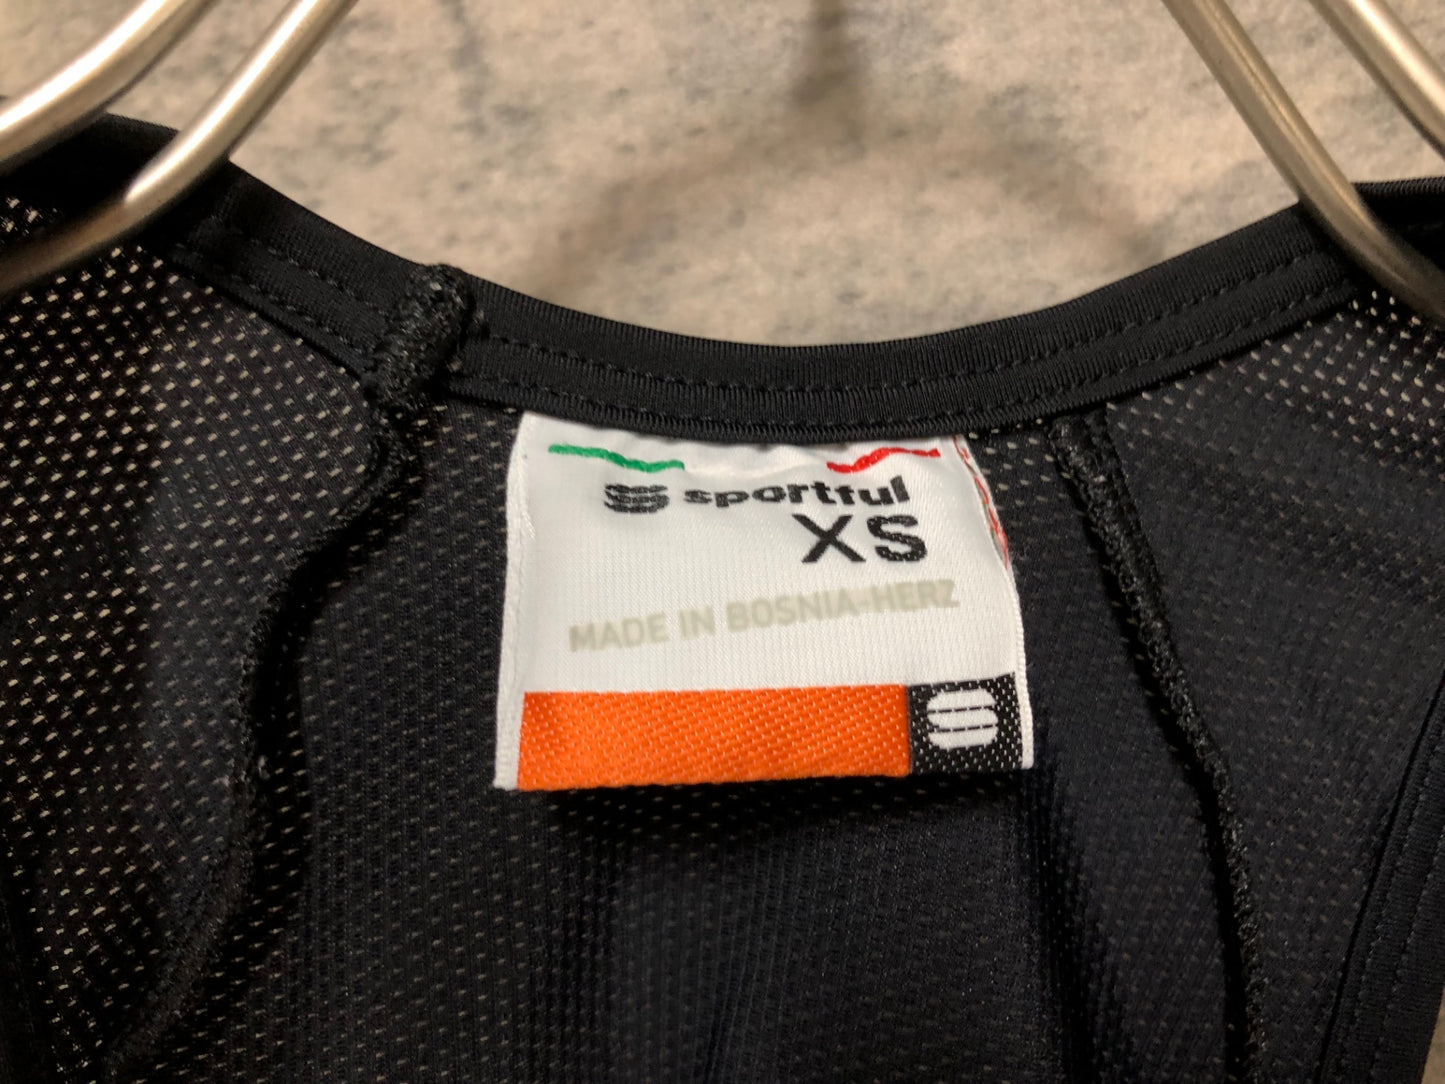 sportful
XS
MADE IN BOSNIA-HERZ